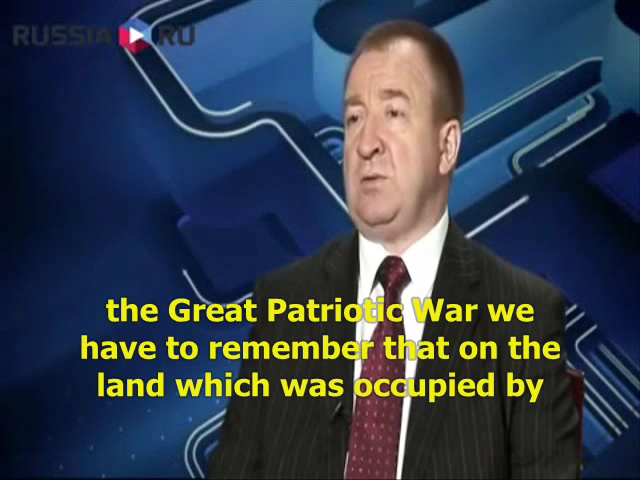 RUSSIA RU
the Great Patriotic War we
have to remember that on the
land which was occupied by